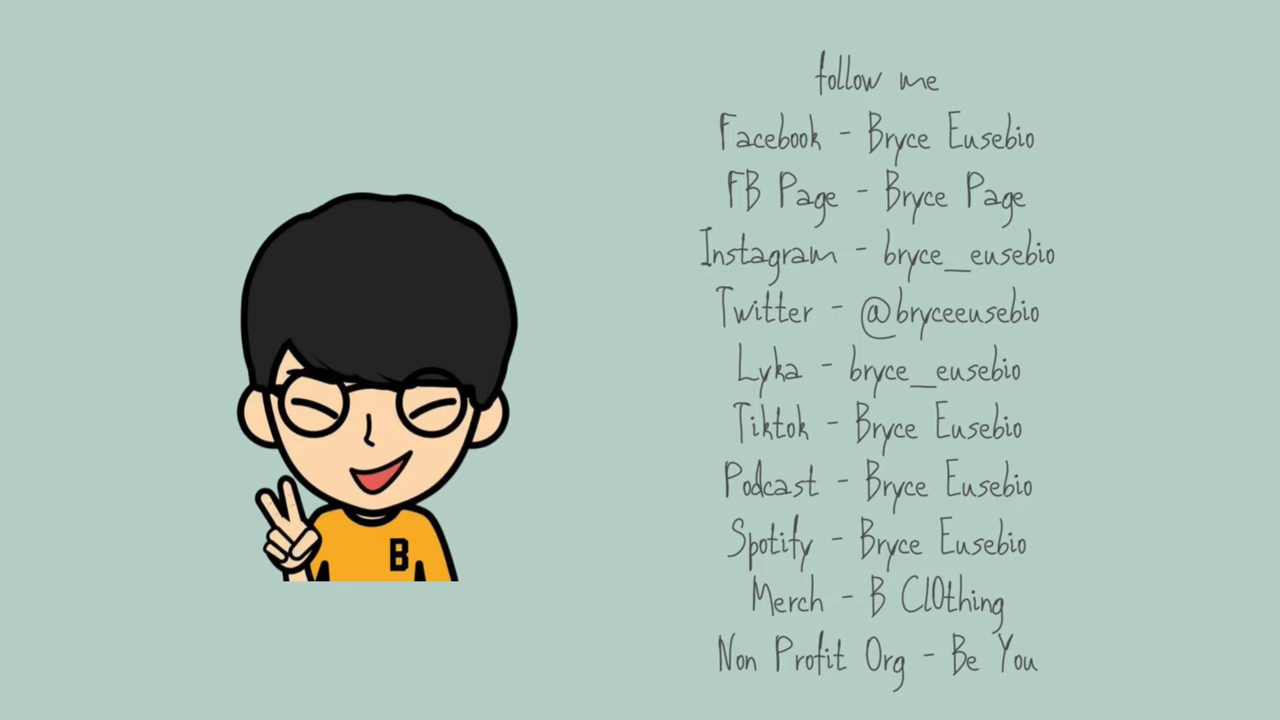 follow me
Facebook - Bryce Eusebio
FB Page - Bryce Page
Instagram - bryce_eusebio
Twitter - @bryceeusebio
Lyka - bryce_eusebio
Tiktok - Bryce Eusebio
Podcast - Bryce Eusebio
Spotify - Bryce Eusebio
Merch - B Cl0thing
Non Profit Org - Be You
B